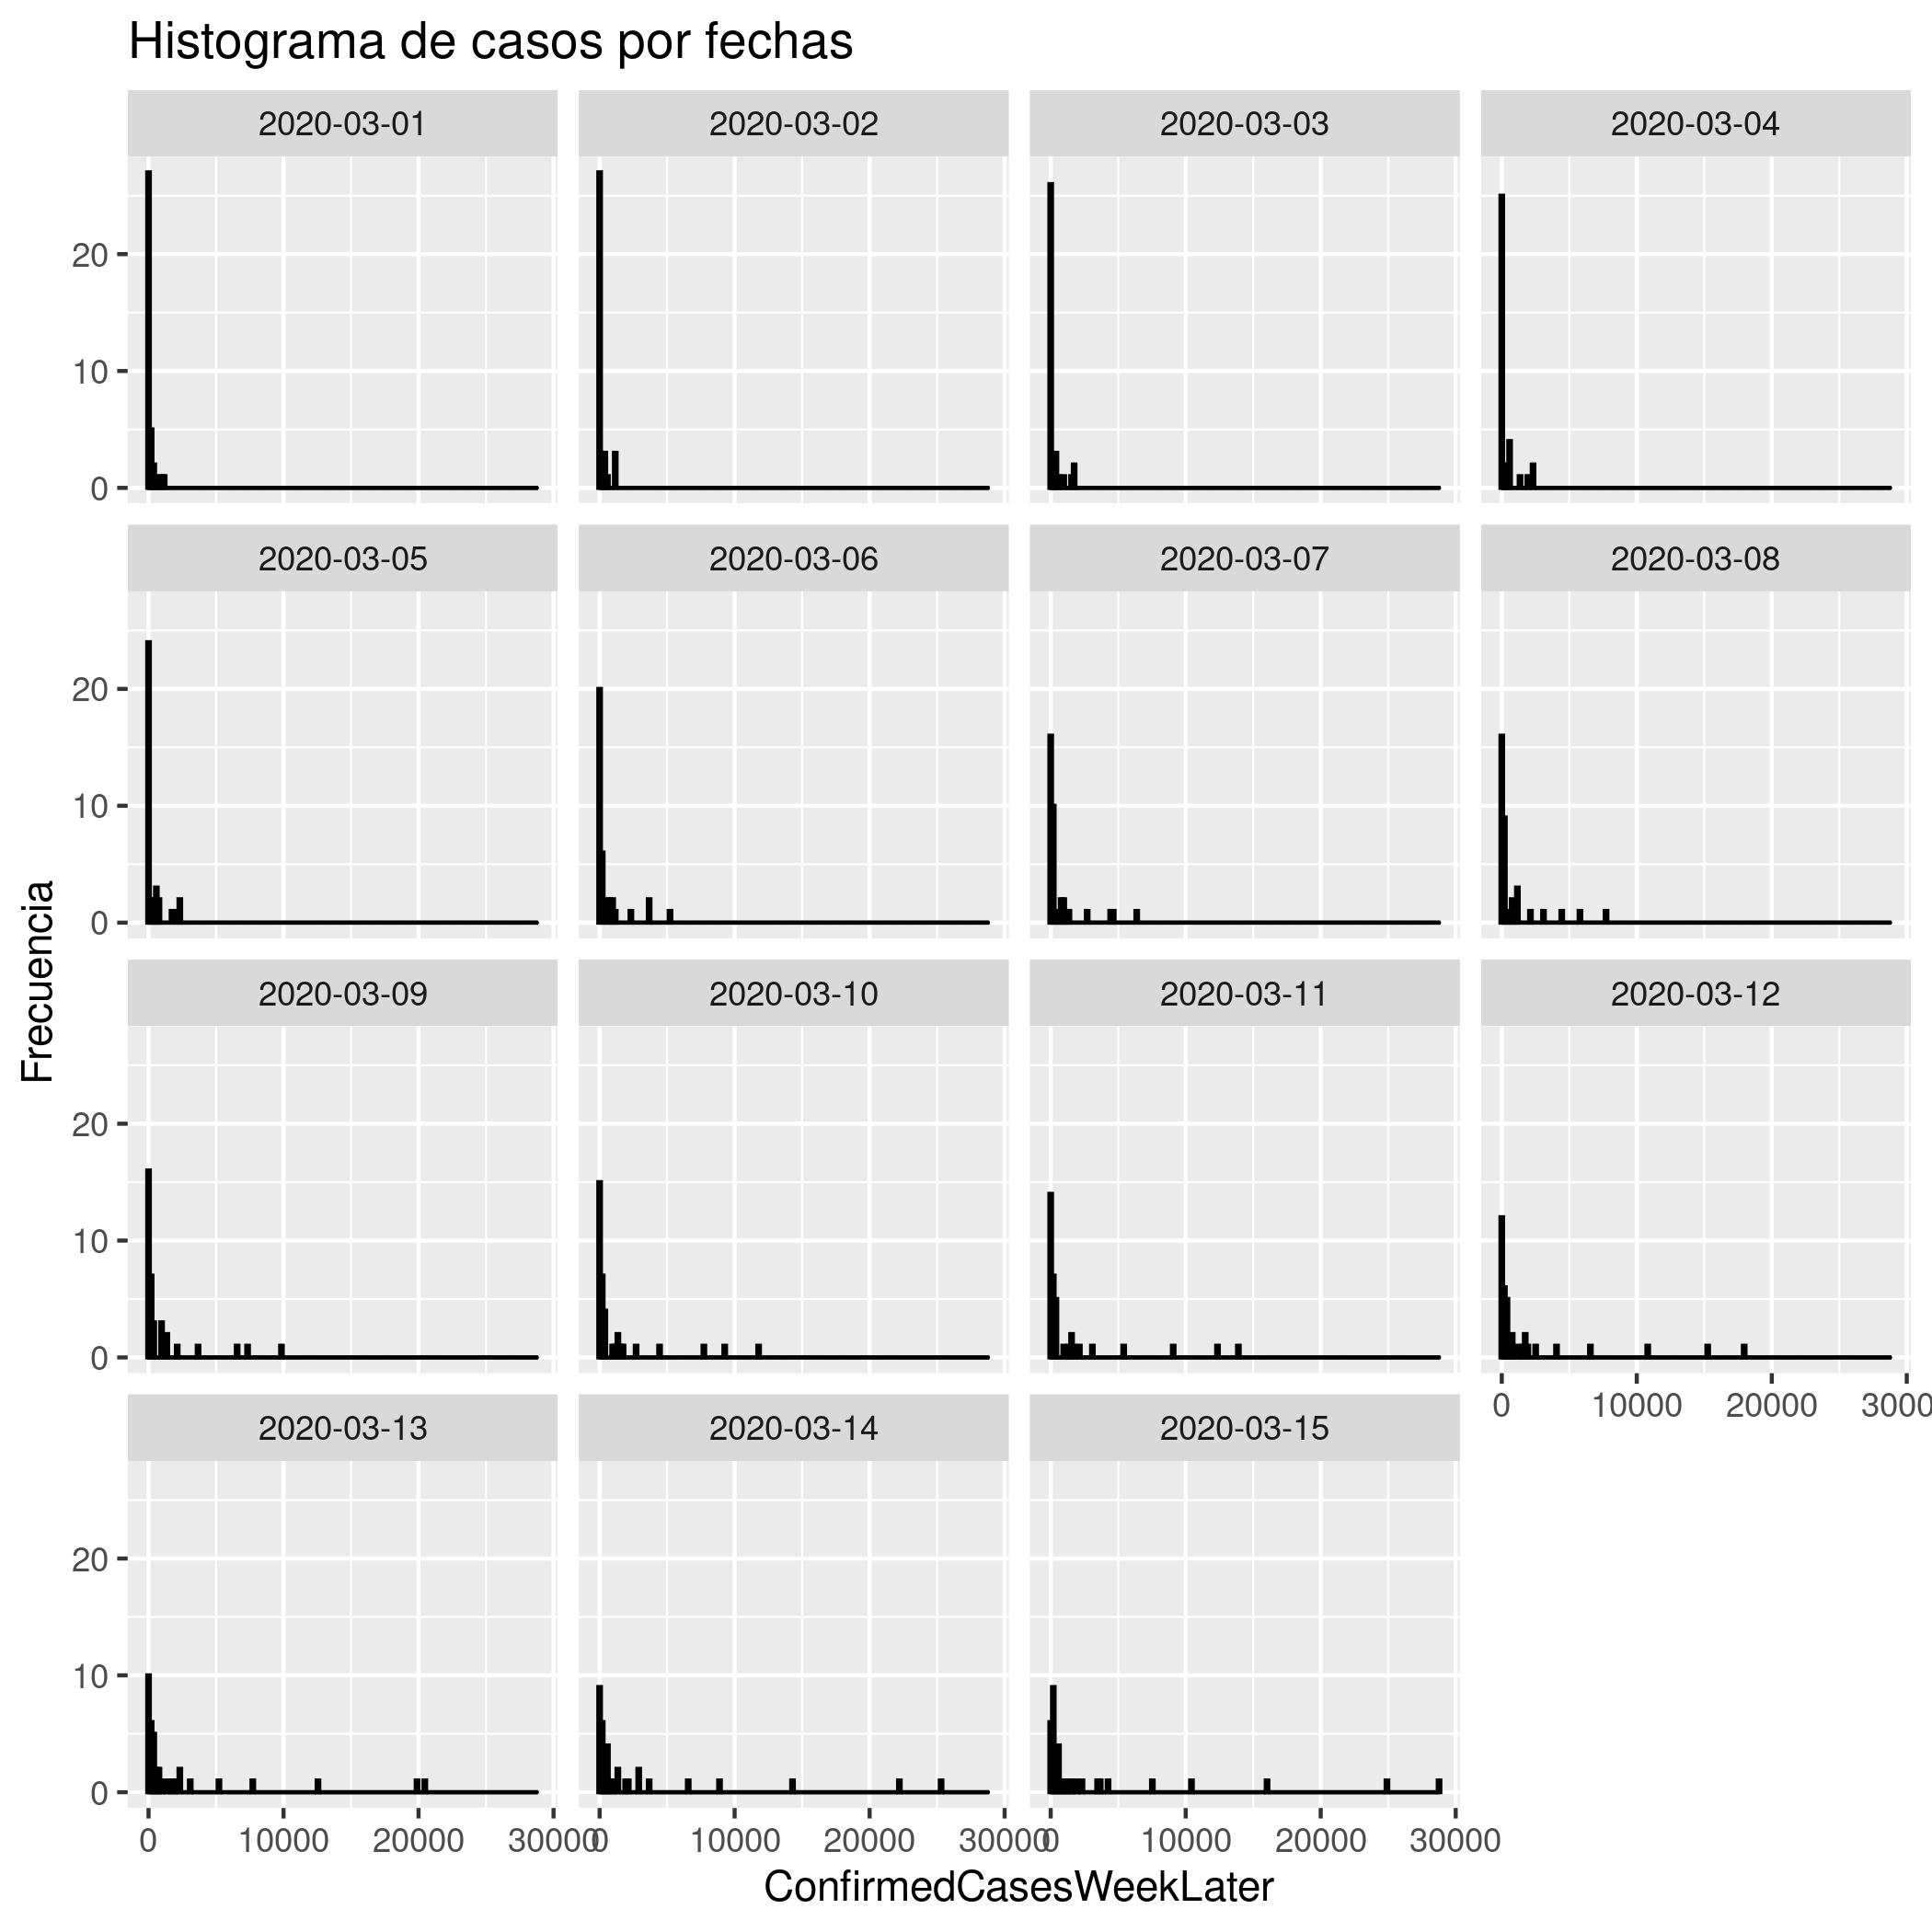 Histograma de casos por fechas
2020-03-01 2020-03-02 2020-03-03 2020-03-04
20
10
0
2020-03-05 2020-03-06 2020-03-07 2020-03-08
20
10
0
Frecuencia
2020-03-09 2020-03-10 2020-03-11 2020-03-12
20
10
0
0 10000 20000 3000
2020-03-13 2020-03-14 2020-03-15
20
10
0
0 10000 20000 30000 0 10000 20000 30000 0 10000 20000 30000
ConfirmedCasesWeekLater